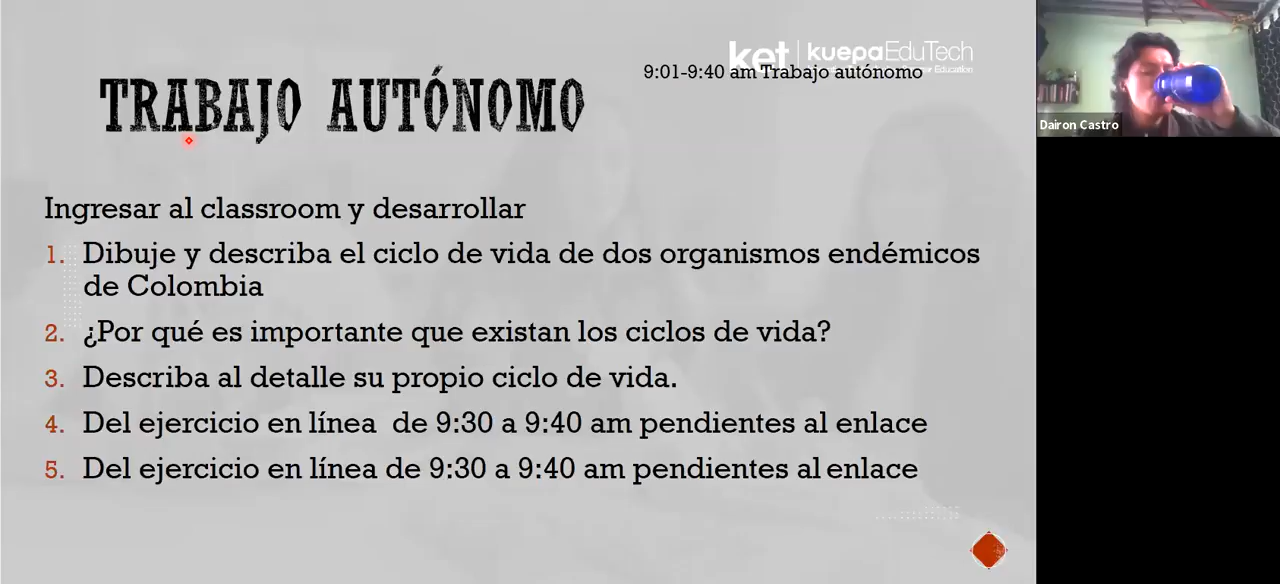 ket | kuepaEduTech
9:01-9:40 am Trabajo autónomo
Education
TRABAJO AUTÓNOMO
Dairon Castro
Ingresar al classroom y desarrollar
1. Dibuje y describa el ciclo de vida de dos organismos endémicos
de Colombia
2. ¿Por qué es importante que existan los ciclos de vida?
3. Describa al detalle su propio ciclo de vida.
4. Del ejercicio en línea de 9:30 a 9:40 am pendientes al enlace
5. Del ejercicio en línea de 9:30 a 9:40 am pendientes al enlace